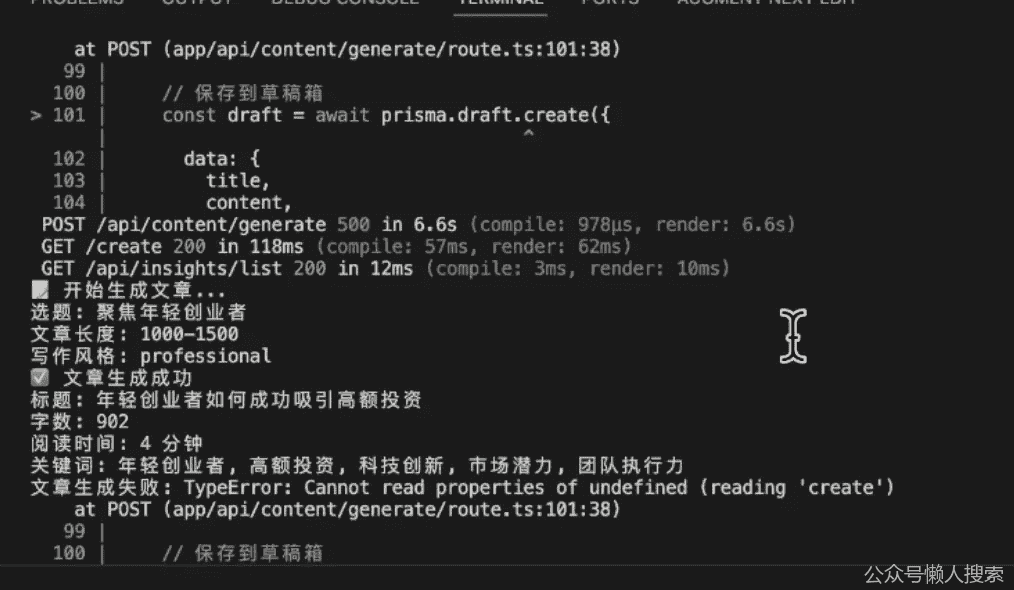 PROBLEMS OUTPUT DEBUG CONSOLE TERMINAL PORTS AUGMENT NEXT EDIT
at POST (app/api/content/generate/route.ts:101:38)
99 |
100 | // 保存到草稿箱
> 101 | const draft = await prisma.draft.create({
| ^
102 | data: {
103 | title,
104 | content,
POST /api/content/generate 500 in 6.6s (compile: 978µs, render: 6.6s)
GET /create 200 in 118ms (compile: 57ms, render: 62ms)
GET /api/insights/list 200 in 12ms (compile: 3ms, render: 10ms)
📝 开始生成文章...
选题: 聚焦年轻创业者
文章长度: 1000-1500
写作风格: professional
✅ 文章生成成功
标题: 年轻创业者如何成功吸引高额投资
字数: 902
阅读时间: 4 分钟
关键词: 年轻创业者, 高额投资, 科技创新, 市场潜力, 团队执行力
文章生成失败: TypeError: Cannot read properties of undefined (reading 'create')
at POST (app/api/content/generate/route.ts:101:38)
99 |
100 | // 保存到草稿箱
公众号懒人搜索